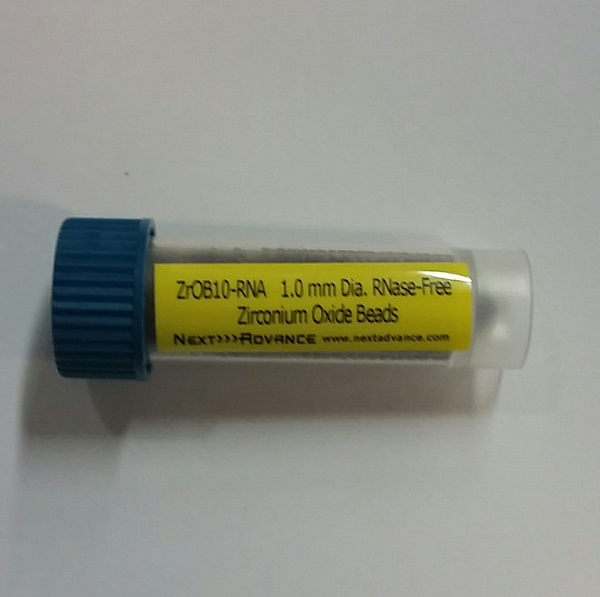 ZrOB10-RNA 1.0 mm Dia. RNase-Free
Zirconium Oxide Beads
NEXT>>>ADVANCE www.nextadvance.com